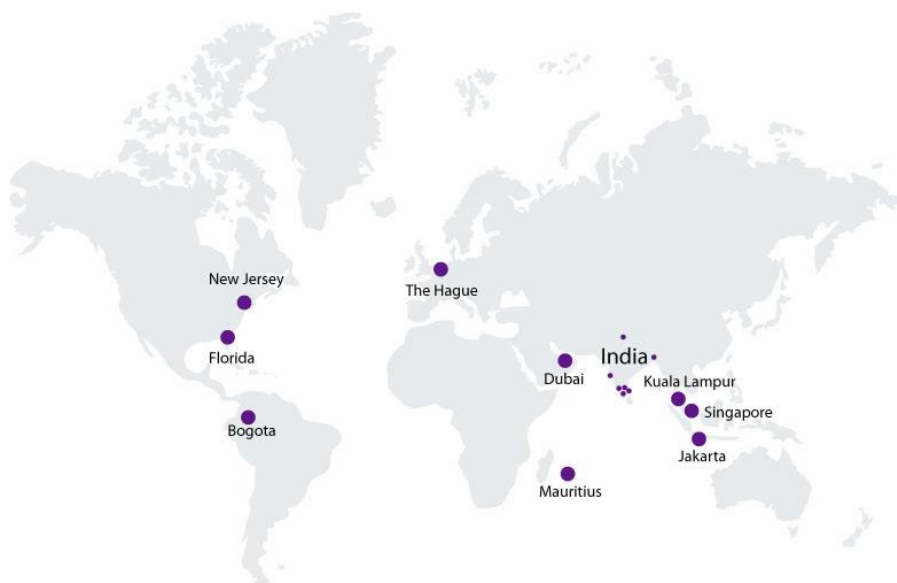 New Jersey
The Hague
Florida
India
Dubai
Kuala Lampur
Singapore
Bogota
Jakarta
Mauritius